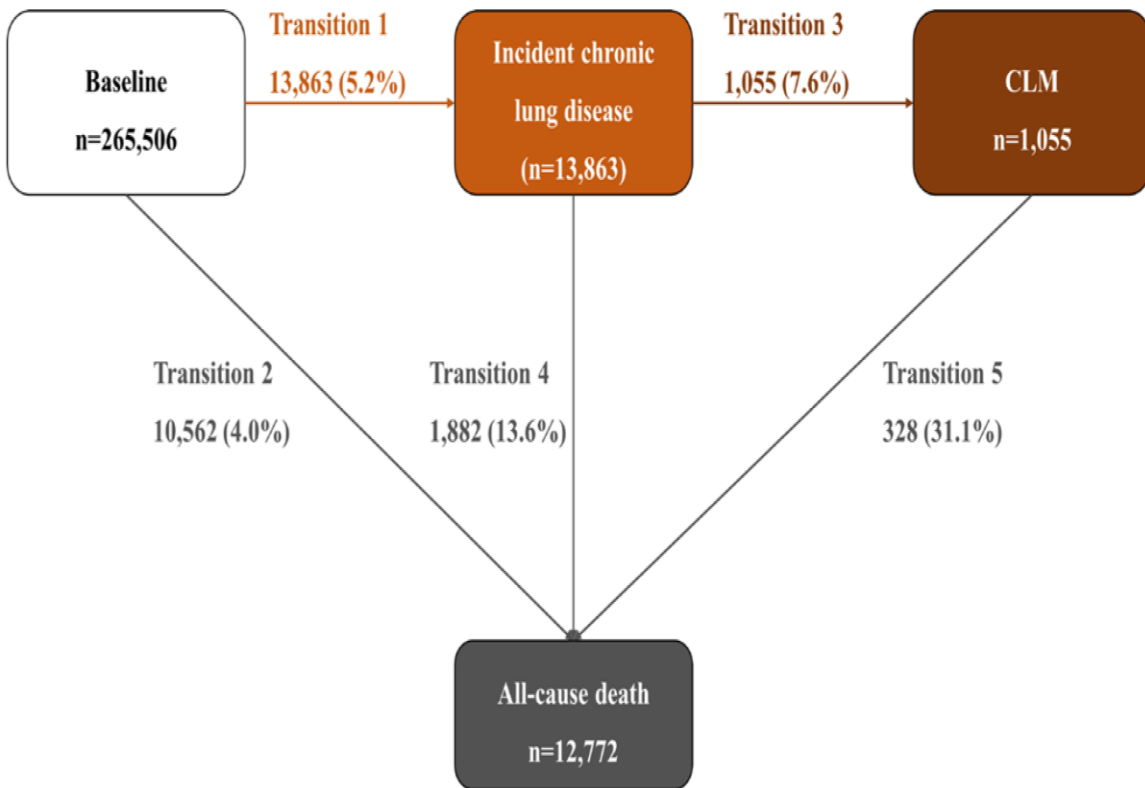 Baseline
n=265,506
Transition 1
13,863 (5.2%)
Incident chronic
lung disease
(n=13,863)
Transition 3
1,055 (7.6%)
CLM
n=1,055
Transition 2
10,562 (4.0%)
Transition 4
1,882 (13.6%)
Transition 5
328 (31.1%)
All-cause death
n=12,772